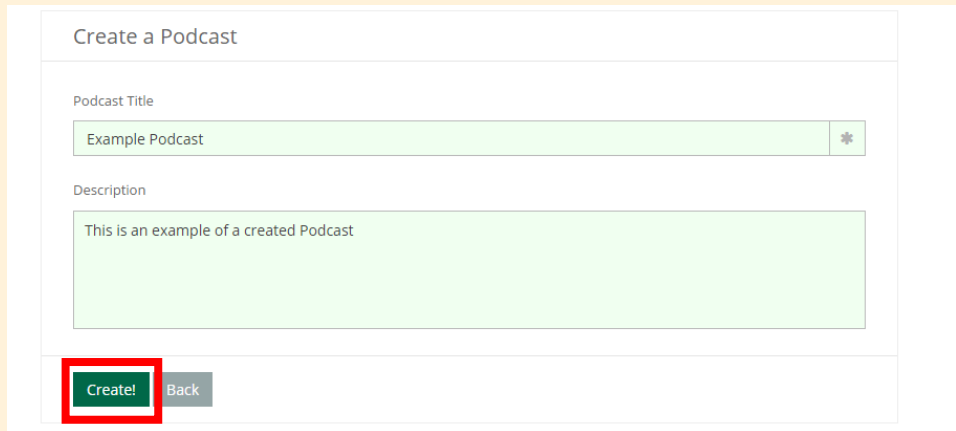 Create a Podcast
Podcast Title
Example Podcast
Description
This is an example of a created Podcast
Create! Back